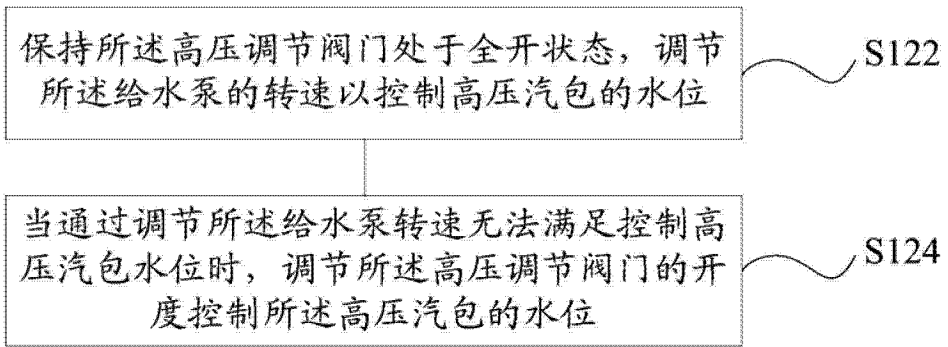 保持所述高压调节阀门处于全开状态，调节
所述给水泵的转速以控制高压汽包的水位
S122
当通过调节所述给水泵转速无法满足控制高
压汽包水位时，调节所述高压调节阀门的开
度控制所述高压汽包的水位
S124